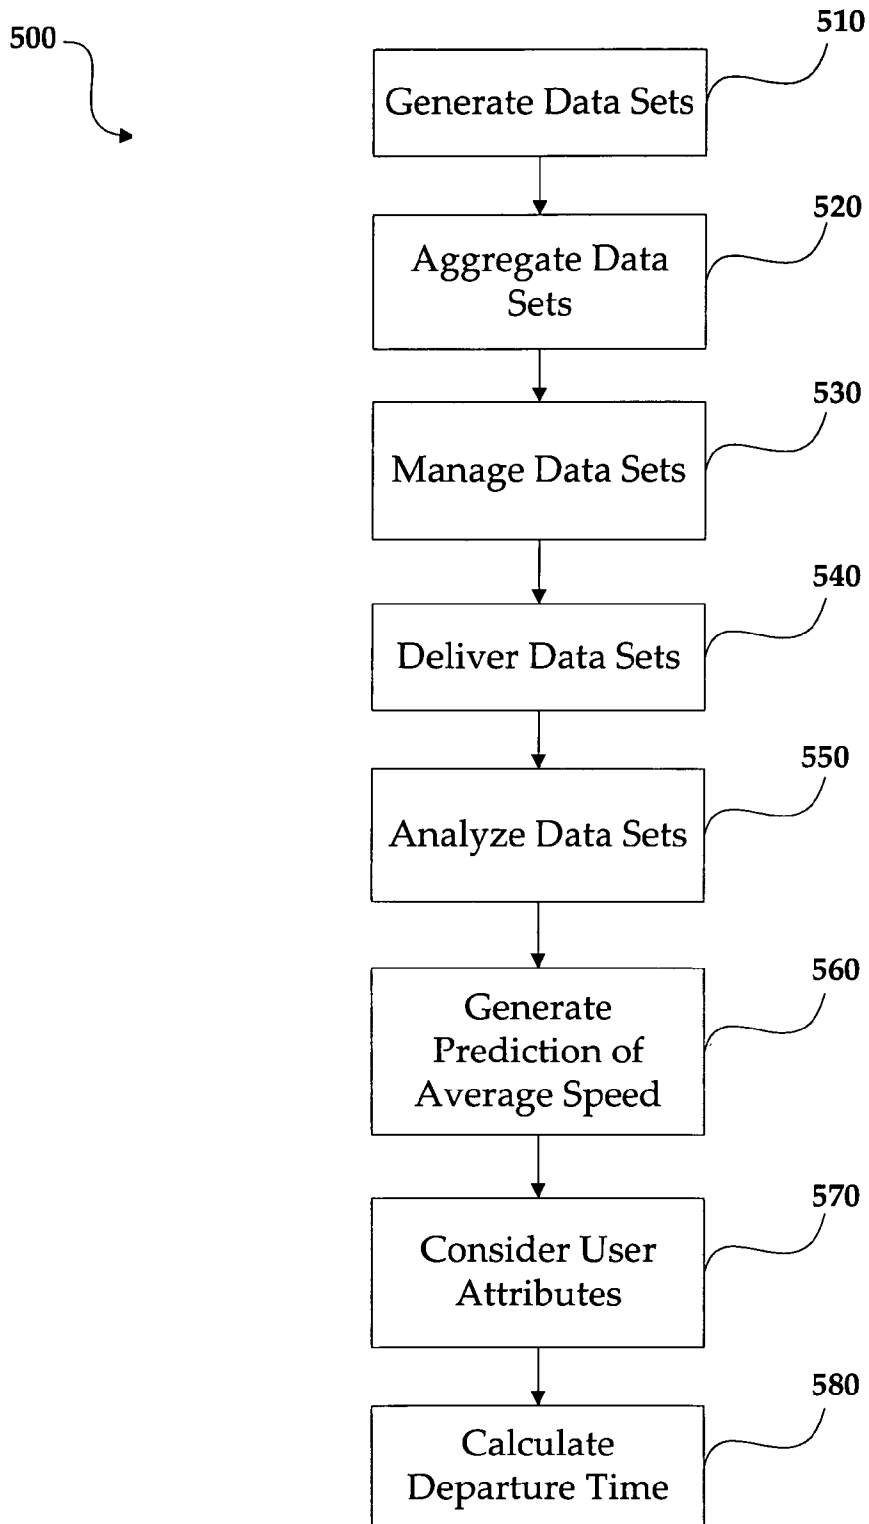 500
510
Generate Data Sets
520
Aggregate Data
Sets
530
Manage Data Sets
540
Deliver Data Sets
550
Analyze Data Sets
560
Generate
Prediction of
Average Speed
570
Consider User
Attributes
580
Calculate
Departure Time